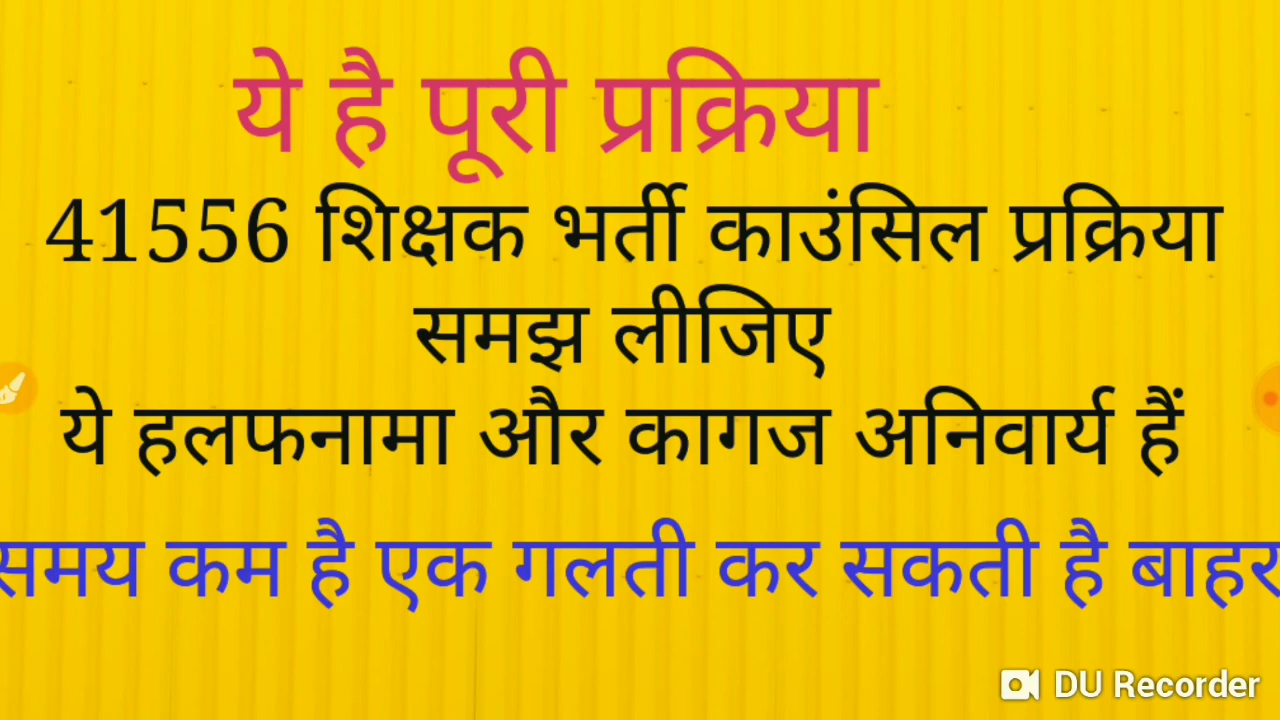 ये है पूरी प्रक्रिया
41556 शिक्षक भर्ती काउंसिल प्रक्रिया
समझ लीजिए
ये हलफनामा और कागज अनिवार्य हैं
समय कम है एक गलती कर सकती है बाहर
DU Recorder